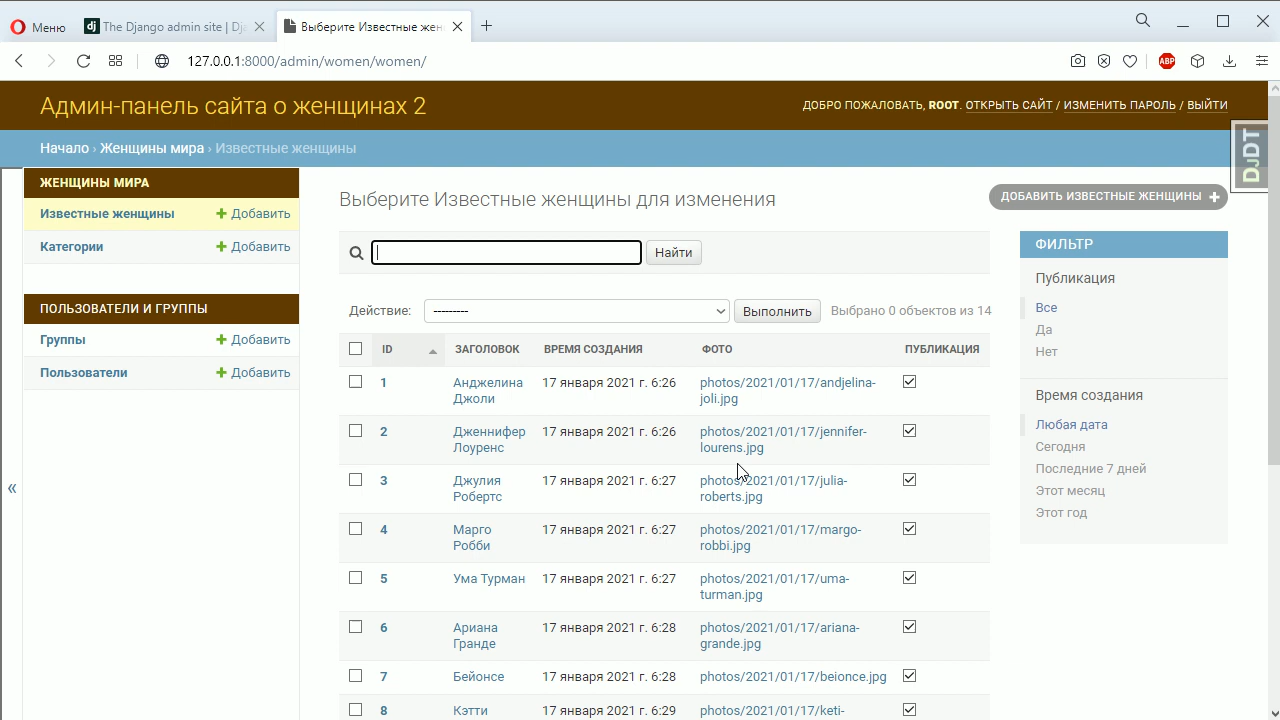 Меню
The Django admin site | Dj
Выберите Известные жен
127.0.0.1:8000/admin/women/women/
ABP
Админ-панель сайта о женщинах 2
ДОБРО ПОЖАЛОВАТЬ, ROOT. ОТКРЫТЬ САЙТ / ИЗМЕНИТЬ ПАРОЛЬ / ВЫЙТИ
DJDT
Начало › Женщины мира › Известные женщины
ЖЕНЩИНЫ МИРА
Известные женщины + Добавить
Категории + Добавить
ПОЛЬЗОВАТЕЛИ И ГРУППЫ
Группы + Добавить
Пользователи + Добавить
«
Выберите Известные женщины для изменения
ДОБАВИТЬ ИЗВЕСТНЫЕ ЖЕНЩИНЫ +
Найти
Действие: --------- Выполнить Выбрано 0 объектов из 14
ID ЗАГОЛОВОК ВРЕМЯ СОЗДАНИЯ ФОТО ПУБЛИКАЦИЯ
1 Анджелина Джоли 17 января 2021 г. 6:26 photos/2021/01/17/andjelina-joli.jpg
2 Дженнифер Лоуренс 17 января 2021 г. 6:26 photos/2021/01/17/jennifer-lourens.jpg
3 Джулия Робертс 17 января 2021 г. 6:27 photos/2021/01/17/julia-roberts.jpg
4 Марго Робби 17 января 2021 г. 6:27 photos/2021/01/17/margo-robbi.jpg
5 Ума Турман 17 января 2021 г. 6:27 photos/2021/01/17/uma-turman.jpg
6 Ариана Гранде 17 января 2021 г. 6:28 photos/2021/01/17/ariana-grande.jpg
7 Бейонсе 17 января 2021 г. 6:28 photos/2021/01/17/beionce.jpg
8 Кэтти 17 января 2021 г. 6:29 photos/2021/01/17/keti-
ФИЛЬТР
Публикация
Все
Да
Нет
Время создания
Любая дата
Сегодня
Последние 7 дней
Этот месяц
Этот год